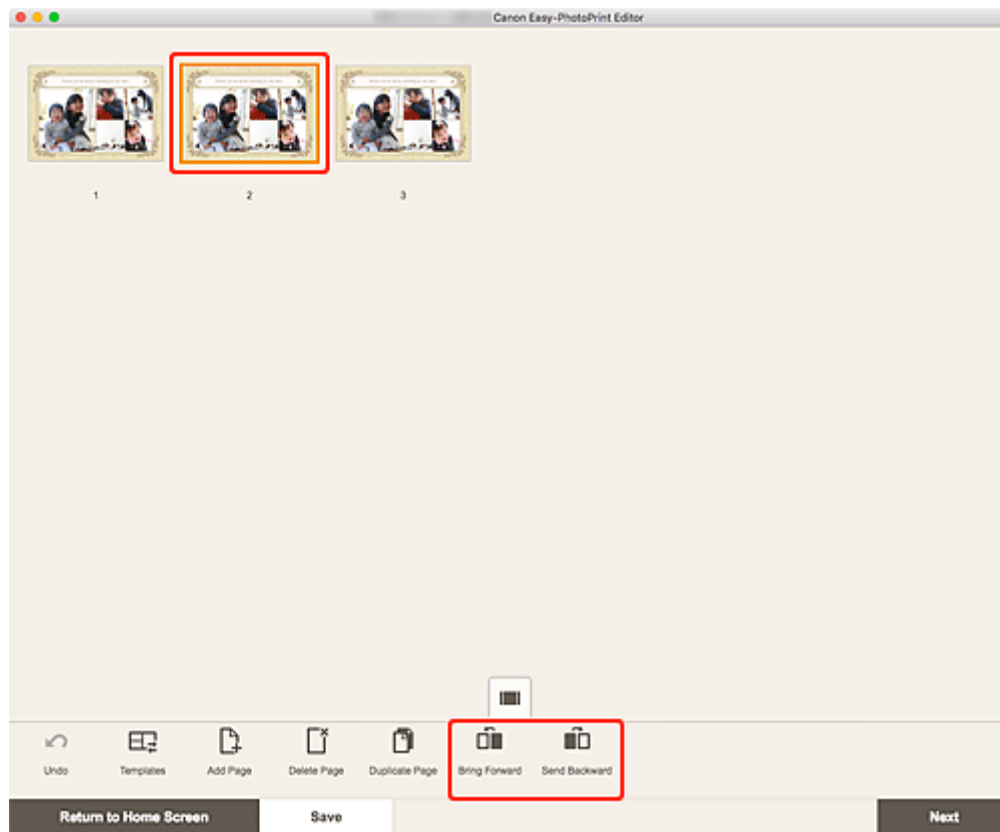 Canon Easy-PhotoPrint Editor
1 2 3
Undo Templates Add Page Delete Page Duplicate Page Bring Forward Send Backward
Return to Home Screen Save Next